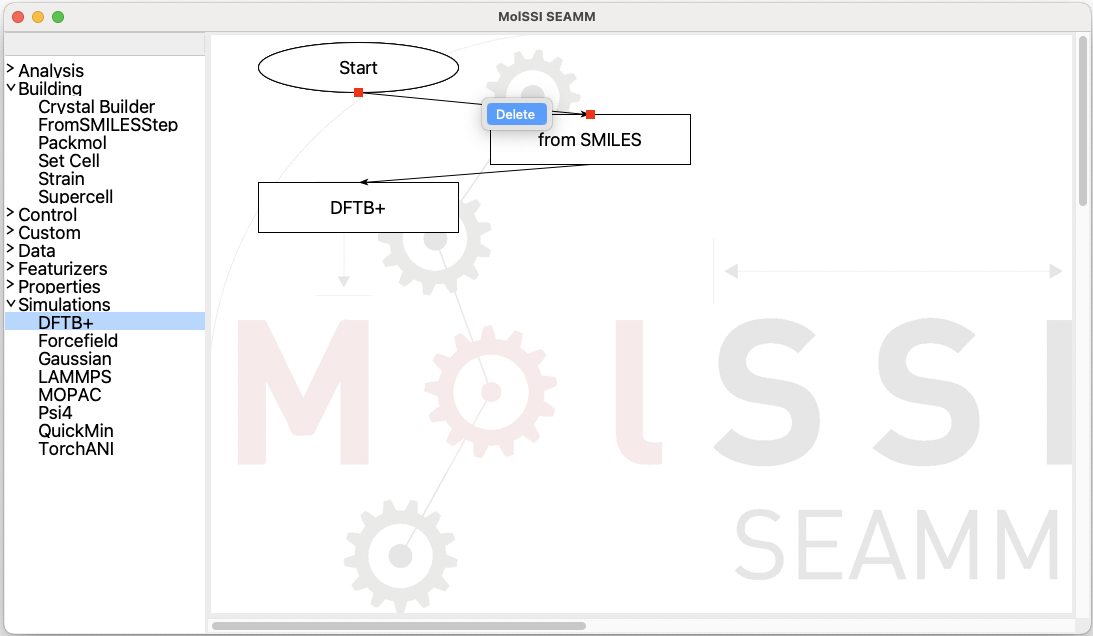 MolSSI SEAMM
Analysis
Building
Crystal Builder
FromSMILESStep
Packmol
Set Cell
Strain
Supercell
Control
Custom
Data
Featurizers
Properties
Simulations
DFTB+
Forcefield
Gaussian
LAMMPS
MOPAC
Psi4
QuickMin
TorchANI
Start
Delete
from SMILES
DFTB+
MolSSI
SEAMM